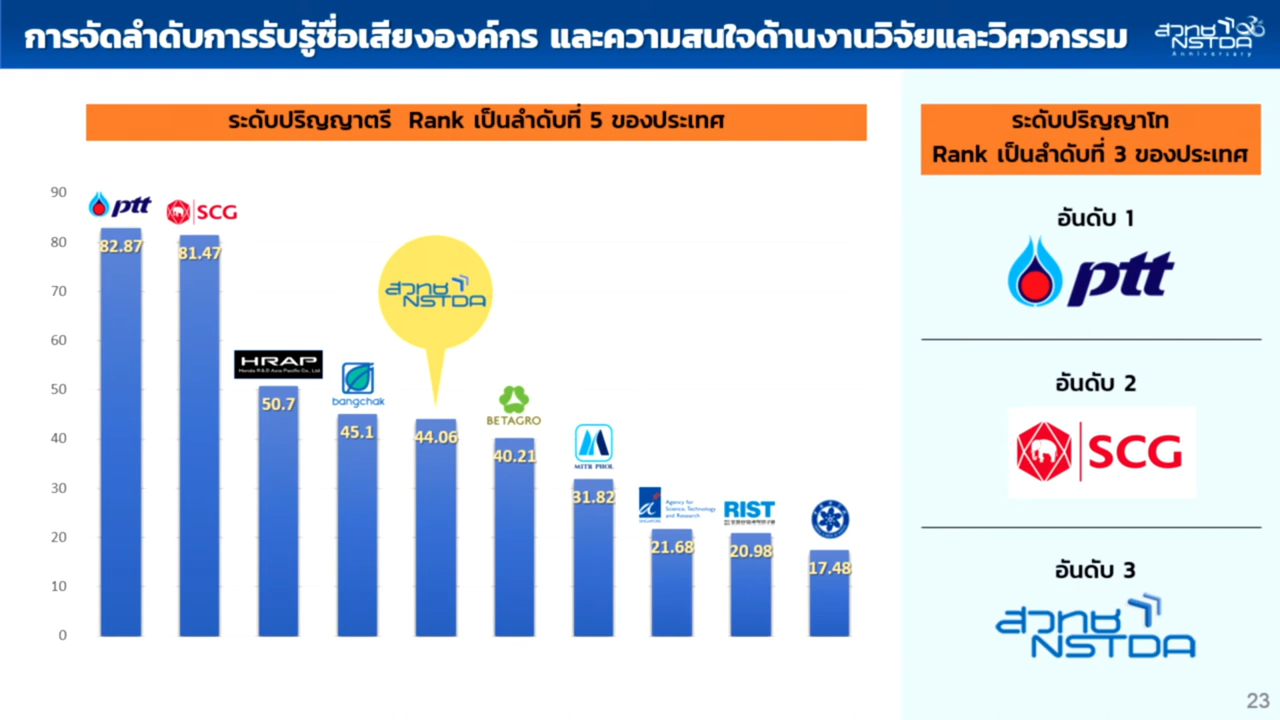 การจัดลำดับการรับรู้ชื่อเสียงองค์กร และความสนใจด้านงานวิจัยและวิศวกรรม
สวทช
NSTDA
Anniversary
ระดับปริญญาตรี Rank เป็นลำดับที่ 5 ของประเทศ
ระดับปริญญาโท
Rank เป็นลำดับที่ 3 ของประเทศ
90
80
70
60
50
40
30
20
10
0
ptt
82.87
SCG
81.47
HRAP
Honda R&D Asia Pacific Co., Ltd.
50.7
bangchak
45.1
สวทช
NSTDA
44.06
BETAGRO
40.21
MITR PHOL
31.82
Agency for
Science, Technology
and Research
SINGAPORE
21.68
RIST
20.98
17.48
อันดับ 1
ptt
อันดับ 2
SCG
อันดับ 3
สวทช
NSTDA
23